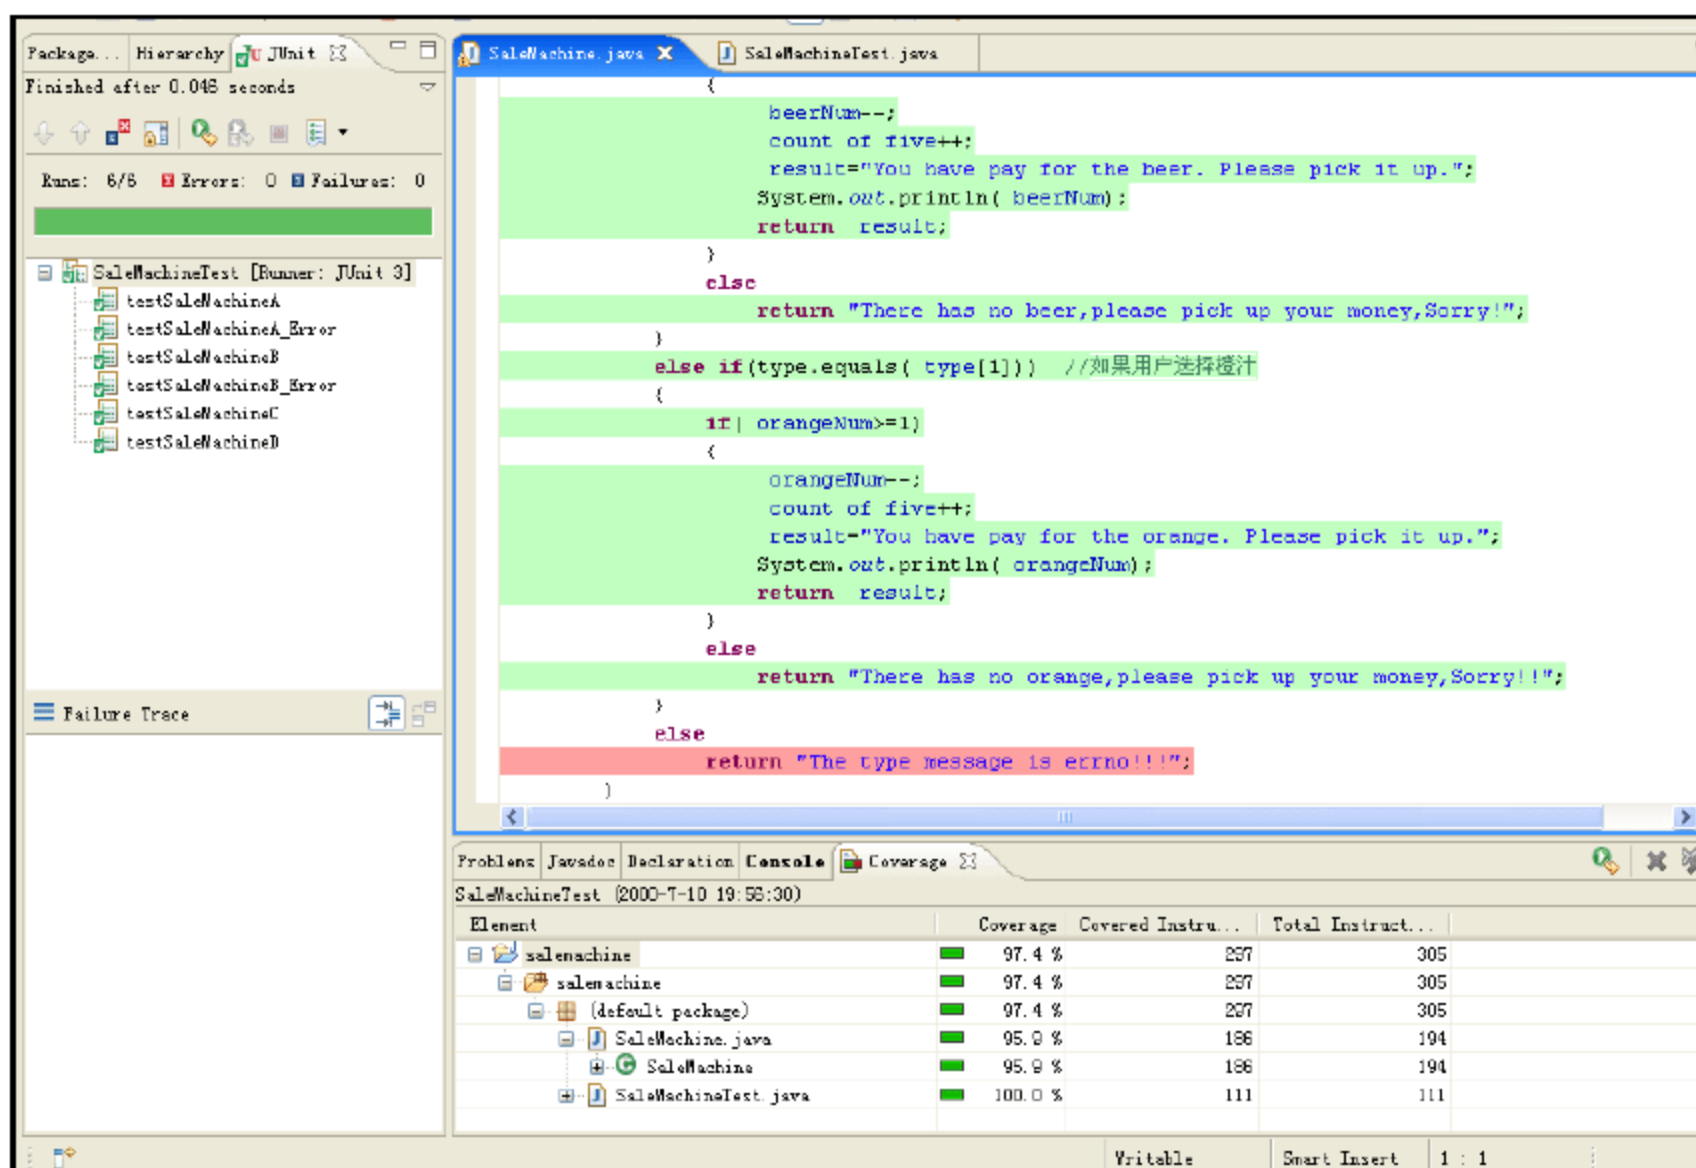 Package... Hierarchy JUnit
Finished after 0.046 seconds
Runs: 6/6 Errors: 0 Failures: 0
SaleMachineTest [Runner: JUnit 3]
testSaleMachineA
testSaleMachineA_Error
testSaleMachineB
testSaleMachineB_Error
testSaleMachineC
testSaleMachineD
Failure Trace
SaleMachine.java SaleMachineTest.java
{
beerNum--;
count of five++;
result="You have pay for the beer. Please pick it up.";
System.out.println( beerNum);
return result;
}
else
return "There has no beer,please pick up your money,Sorry!";
}
else if(type.equals( type[1])) //如果用户选择橙汁
{
if( orangeNum>=1)
{
orangeNum--;
count of five++;
result="You have pay for the orange. Please pick it up.";
System.out.println( orangeNum);
return result;
}
else
return "There has no orange,please pick up your money,Sorry!!";
}
else
return "The type message is errno!!!";
}
Problems Javadoc Declaration Console Coverage
SaleMachineTest (2000-7-10 19:56:30)
Element Coverage Covered Instru... Total Instruct...
salemachine 97.4 % 297 305
salemachine 97.4 % 297 305
(default package) 97.4 % 297 305
SaleMachine.java 95.9 % 186 194
SaleMachine 95.9 % 186 194
SaleMachineTest.java 100.0 % 111 111
Writable Smart Insert 1 : 1